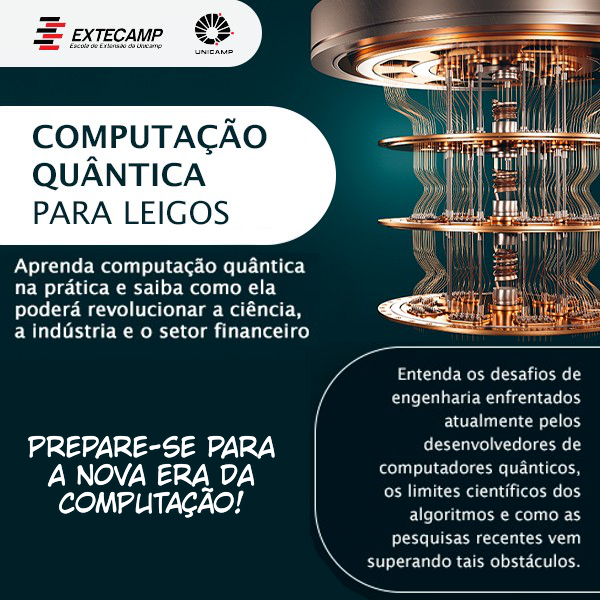 EXTECAMP
Escola de Extensão da Unicamp
UNICAMP
COMPUTAÇÃO
QUÂNTICA
PARA LEIGOS
Aprenda computação quântica
na prática e saiba como ela
poderá revolucionar a ciência,
a indústria e o setor financeiro
PREPARE-SE PARA
A NOVA ERA DA
COMPUTAÇÃO!
Entenda os desafios de
engenharia enfrentados
atualmente pelos
desenvolvedores de
computadores quânticos,
os limites científicos dos
algoritmos e como as
pesquisas recentes vem
superando tais obstáculos.